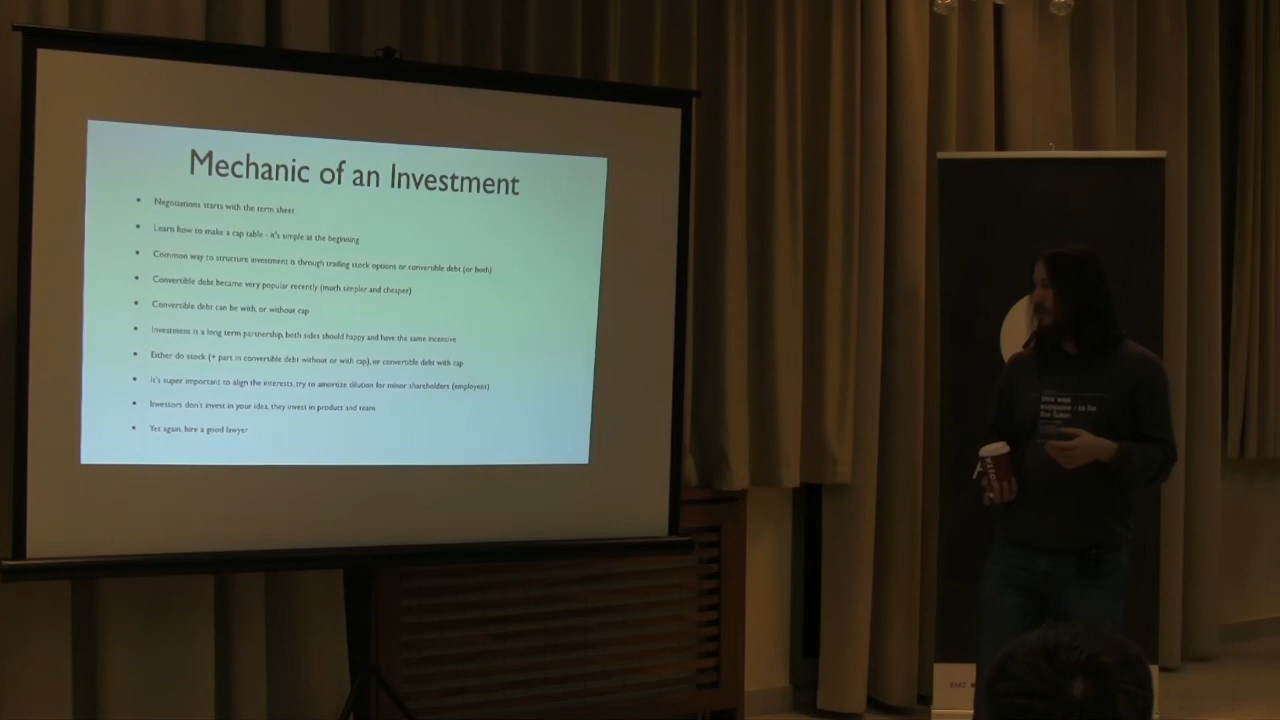 Mechanic of an Investment
• Negotiations starts with the term sheet
• Learn how to make a cap table - it's simple at the beginning
• Common way to structure investment is through trading stock options or convertible debt (or both)
• Convertible debt became very popular recently (much simpler and cheaper)
• Convertible debt can be with, or without cap
• Investment is a long term partnership, both sides should happy and have the same incentive
• Either do stock (+ part in convertible debt without or with cap), or convertible debt with cap
• It's super important to align the interests, try to amortize dilution for minor shareholders (employees)
• Investors don't invest in your idea, they invest in product and team
• Yet again, hire a good lawyer
this was